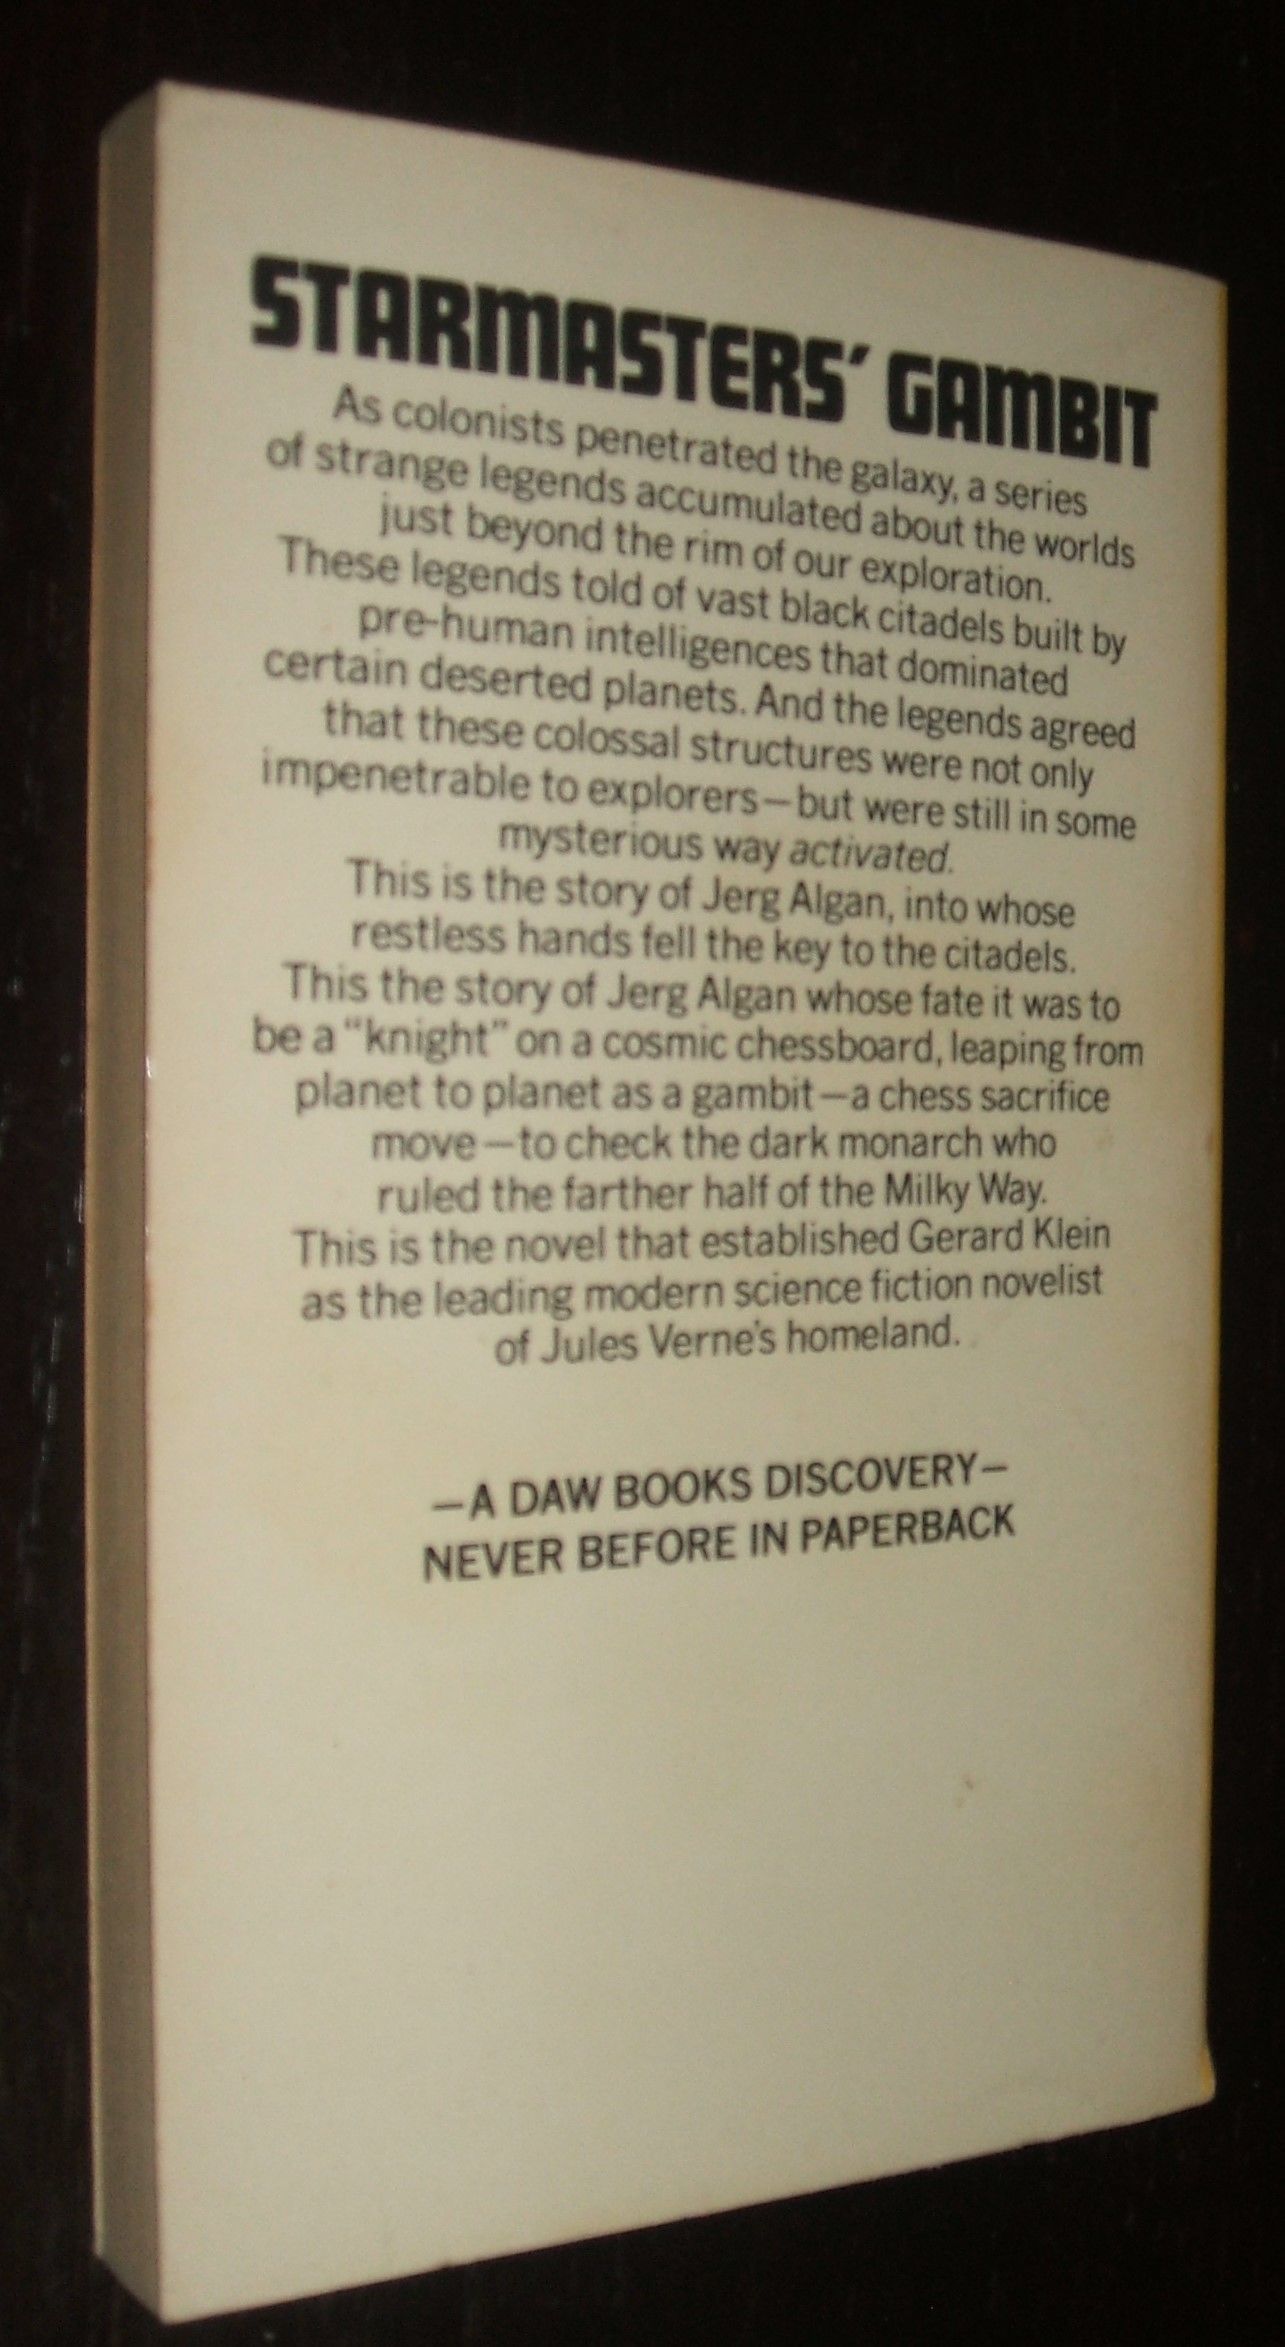 STARMASTERS' GAMBIT
As colonists penetrated the galaxy, a series
of strange legends accumulated about the worlds
just beyond the rim of our exploration.
These legends told of vast black citadels built by
pre-human intelligences that dominated
certain deserted planets. And the legends agreed
that these colossal structures were not only
impenetrable to explorers—but were still in some
mysterious way activated.
This is the story of Jerg Algan, into whose
restless hands fell the key to the citadels.
This the story of Jerg Algan whose fate it was to
be a "knight" on a cosmic chessboard, leaping from
planet to planet as a gambit—a chess sacrifice
move—to check the dark monarch who
ruled the farther half of the Milky Way.
This is the novel that established Gerard Klein
as the leading modern science fiction novelist
of Jules Verne's homeland.
—A DAW BOOKS DISCOVERY—
NEVER BEFORE IN PAPERBACK